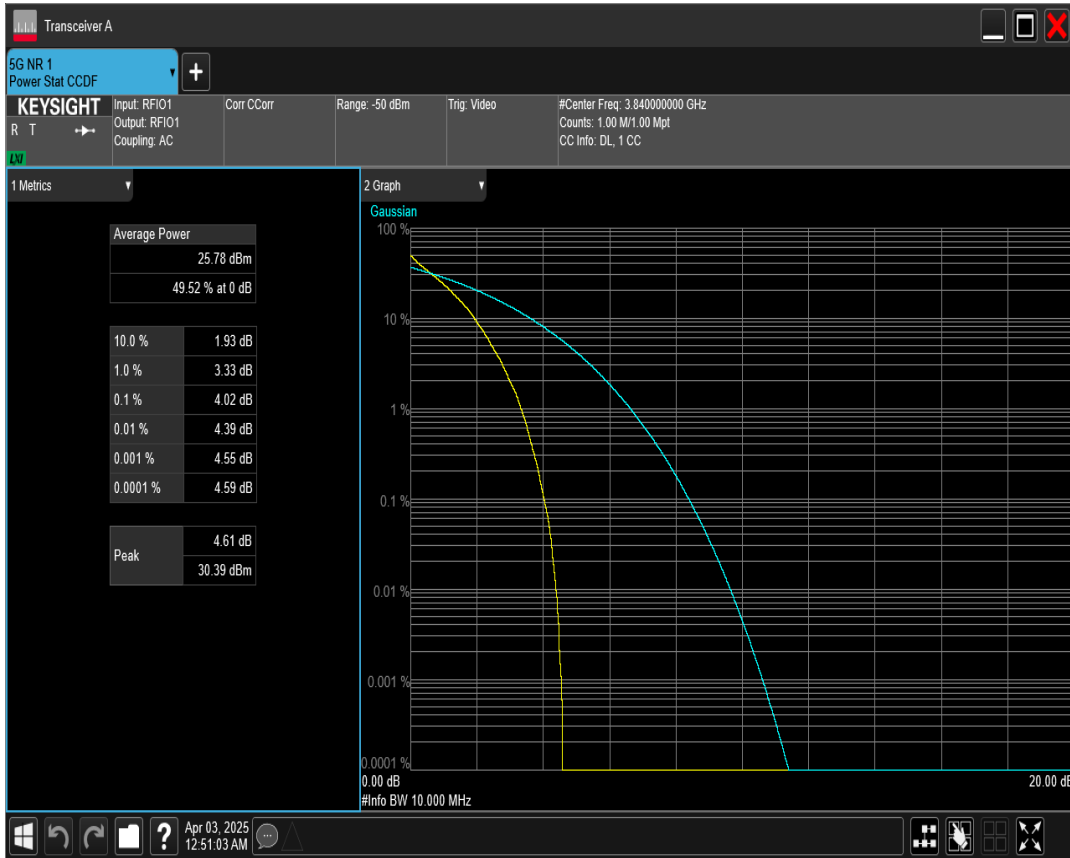 Transceiver A
5G NR 1
Power Stat CCDF
KEYSIGHT
R T
LXI
Input: RFIO1
Output: RFIO1
Coupling: AC
Corr CCorr
Range: -50 dBm
Trig: Video
#Center Freq: 3.840000000 GHz
Counts: 1.00 M/1.00 Mpt
CC Info: DL, 1 CC
1 Metrics
Average Power
25.78 dBm
49.52 % at 0 dB
10.0 % 1.93 dB
1.0 % 3.33 dB
0.1 % 4.02 dB
0.01 % 4.39 dB
0.001 % 4.55 dB
0.0001 % 4.59 dB
Peak
4.61 dB
30.39 dBm
2 Graph
Gaussian
100 %
10 %
1 %
0.1 %
0.01 %
0.001 %
0.0001 %
0.00 dB 20.00 dB
#Info BW 10.000 MHz
?
Apr 03, 2025
12:51:03 AM